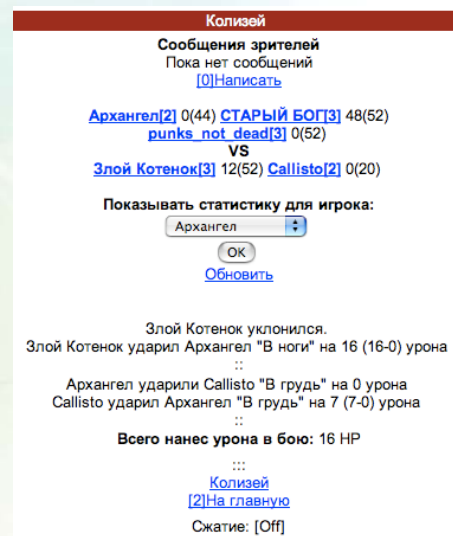 Колизей
Сообщения зрителей
Пока нет сообщений
[0]Написать
Архангел[2] 0(44) СТАРЫЙ БОГ[3] 48(52)
punks_not_dead[3] 0(52)
VS
Злой Котенок[3] 12(52) Callisto[2] 0(20)
Показывать статистику для игрока:
Архангел
OK
Обновить
Злой Котенок уклонился.
Злой Котенок ударил Архангел "В ноги" на 16 (16-0) урона
::
Архангел ударили Callisto "В грудь" на 0 урона
Callisto ударил Архангел "В грудь" на 7 (7-0) урона
::
Всего нанес урона в бою: 16 HP
:::
Колизей
[2]На главную
Сжатие: [Off]